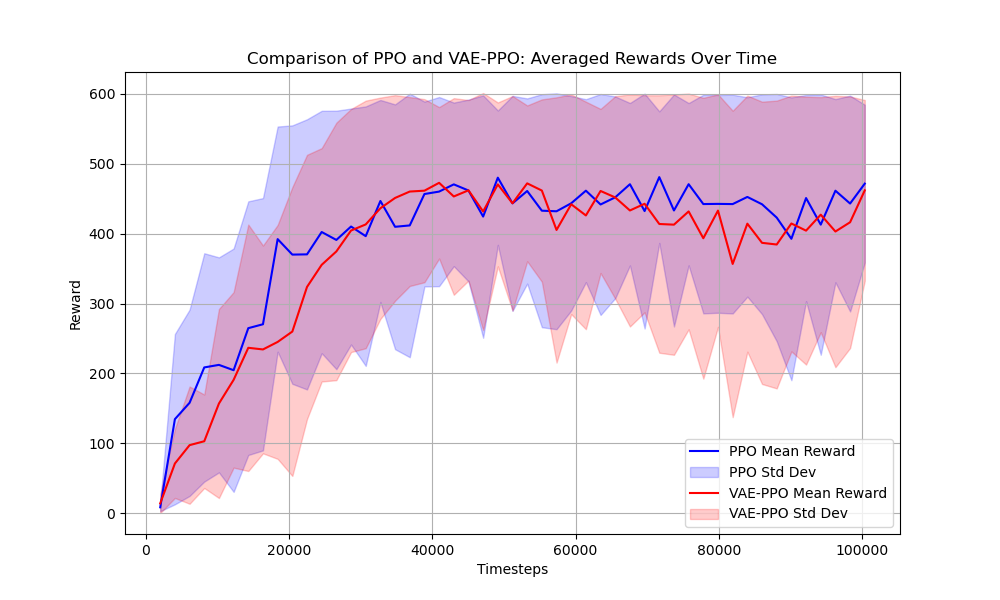 Comparison of PPO and VAE-PPO: Averaged Rewards Over Time
600
500
400
300
200
100
0
Reward
0 20000 40000 60000 80000 100000
Timesteps
PPO Mean Reward
PPO Std Dev
VAE-PPO Mean Reward
VAE-PPO Std Dev